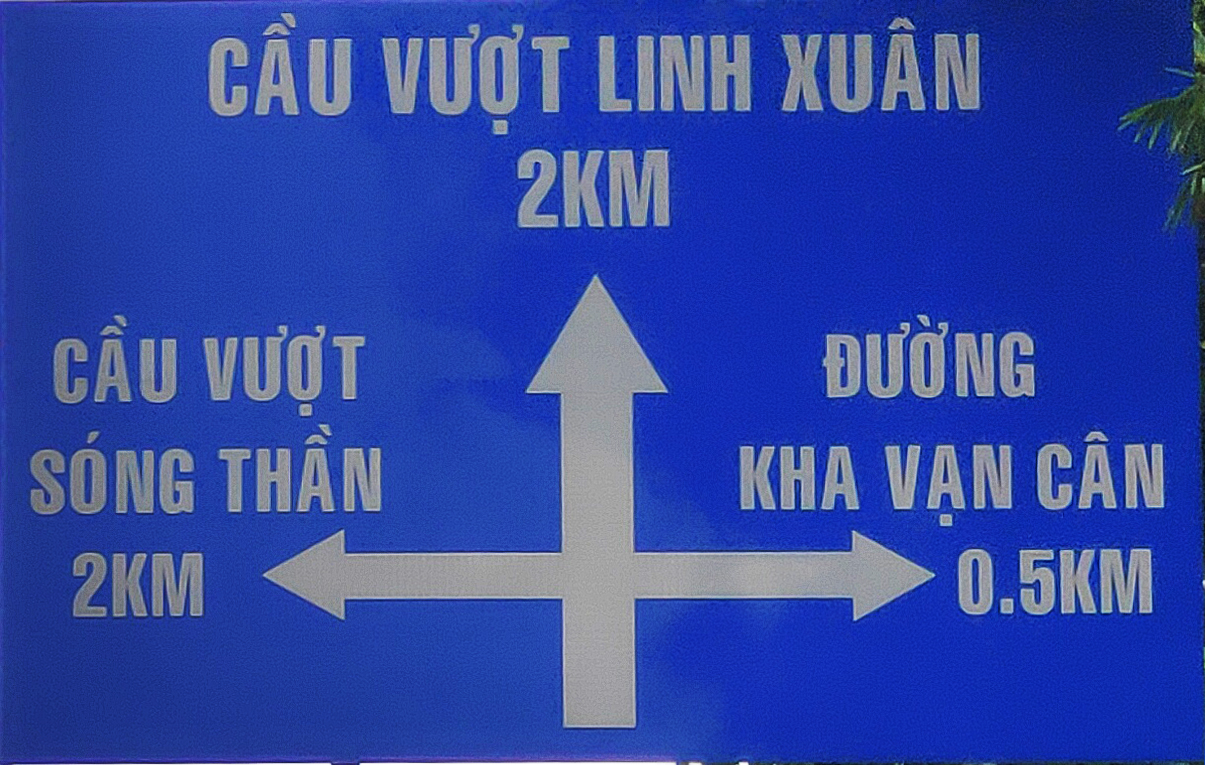 CẦU VƯỢT LINH XUÂN
2KM
CẦU VƯỢT
SÓNG THẦN
2KM
ĐƯỜNG
KHA VẠN CÂN
0.5KM